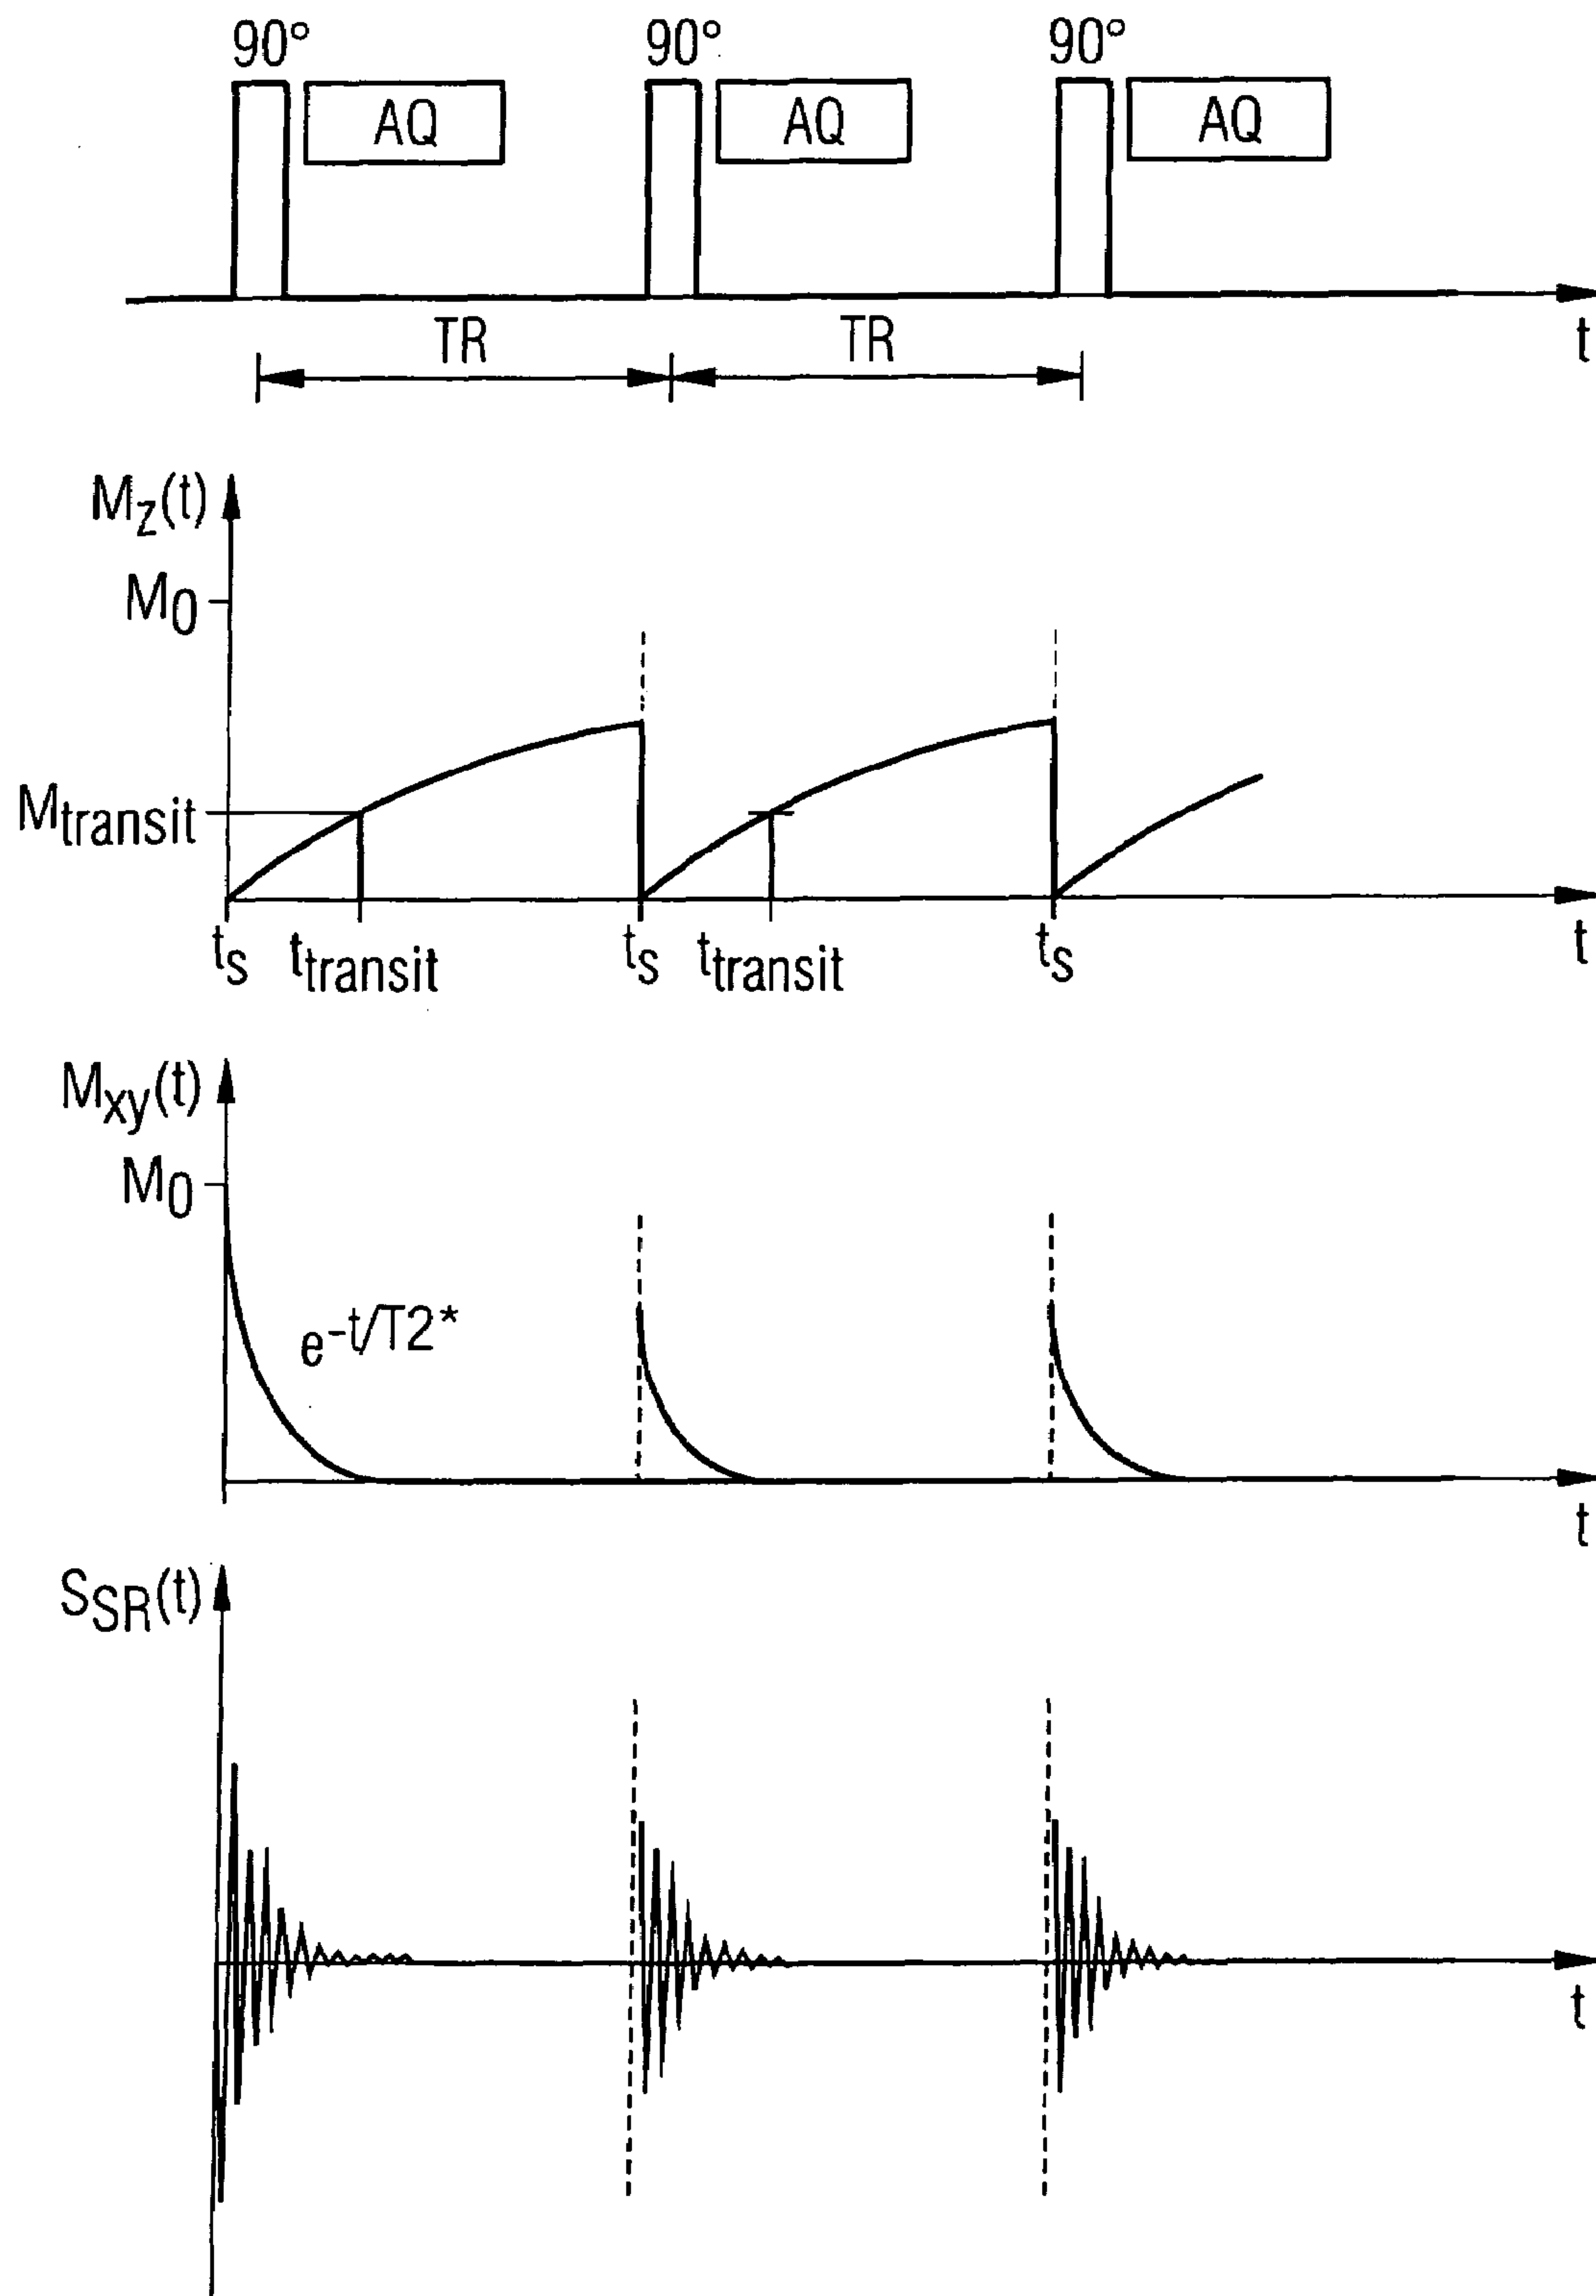 90° 90° 90°
AQ AQ AQ
t
TR TR
Mz(t)
M0
Mtransit
ts ttransit ts ttransit ts t
Mxy(t)
M0
e-t/T2*
t
SSR(t)
t